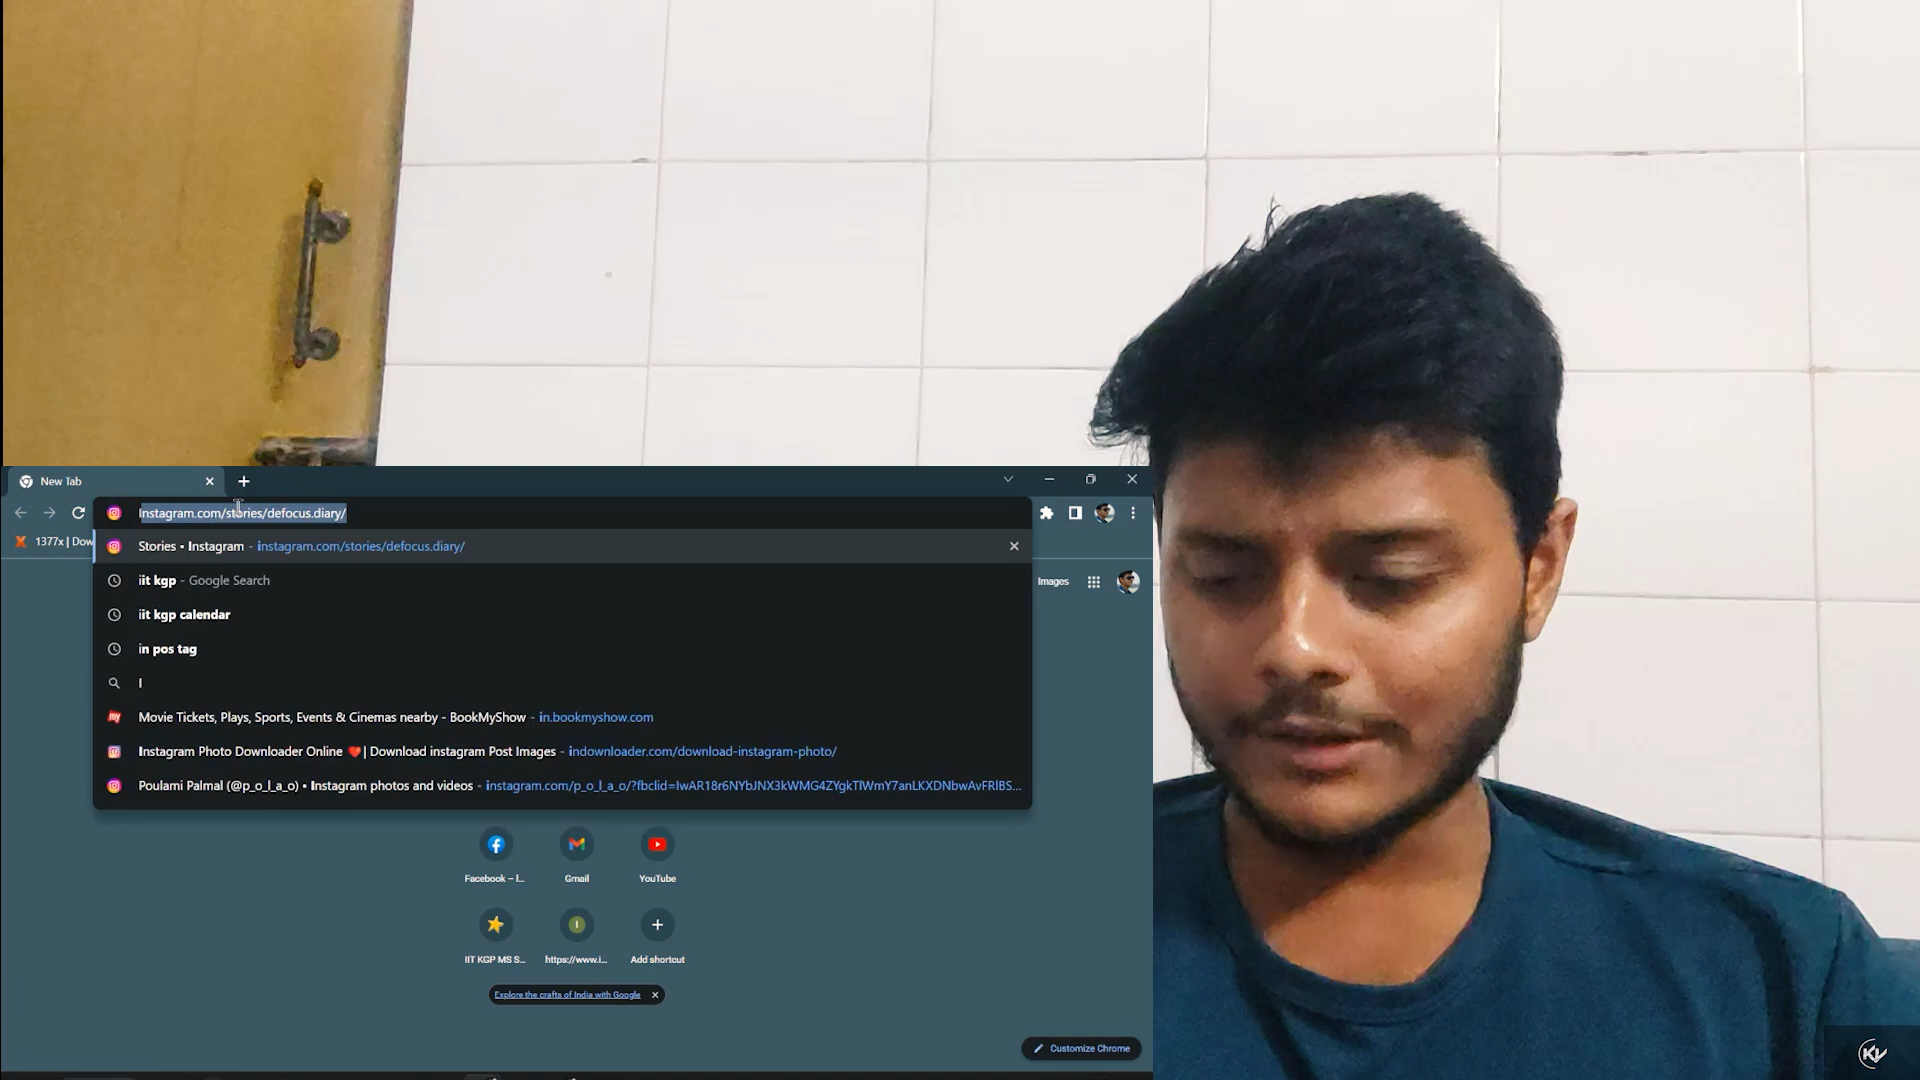 New Tab
Instagram.com/stories/defocus.diary/
1377x | Dow
Stories • Instagram - instagram.com/stories/defocus.diary/
iit kgp - Google Search
Images
iit kgp calendar
in pos tag
I
my Movie Tickets, Plays, Sports, Events & Cinemas nearby - BookMyShow - in.bookmyshow.com
Instagram Photo Downloader Online ❤️| Download instagram Post Images - indownloader.com/download-instagram-photo/
Poulami Palmal (@p_o_l_a_o) • Instagram photos and videos - instagram.com/p_o_l_a_o/?fbclid=
Facebook – l...
Gmail
YouTube
IIT KGP MS S...
https://www.i...
Add shortcut
Explore the crafts of India with Google
Customize Chrome
KV